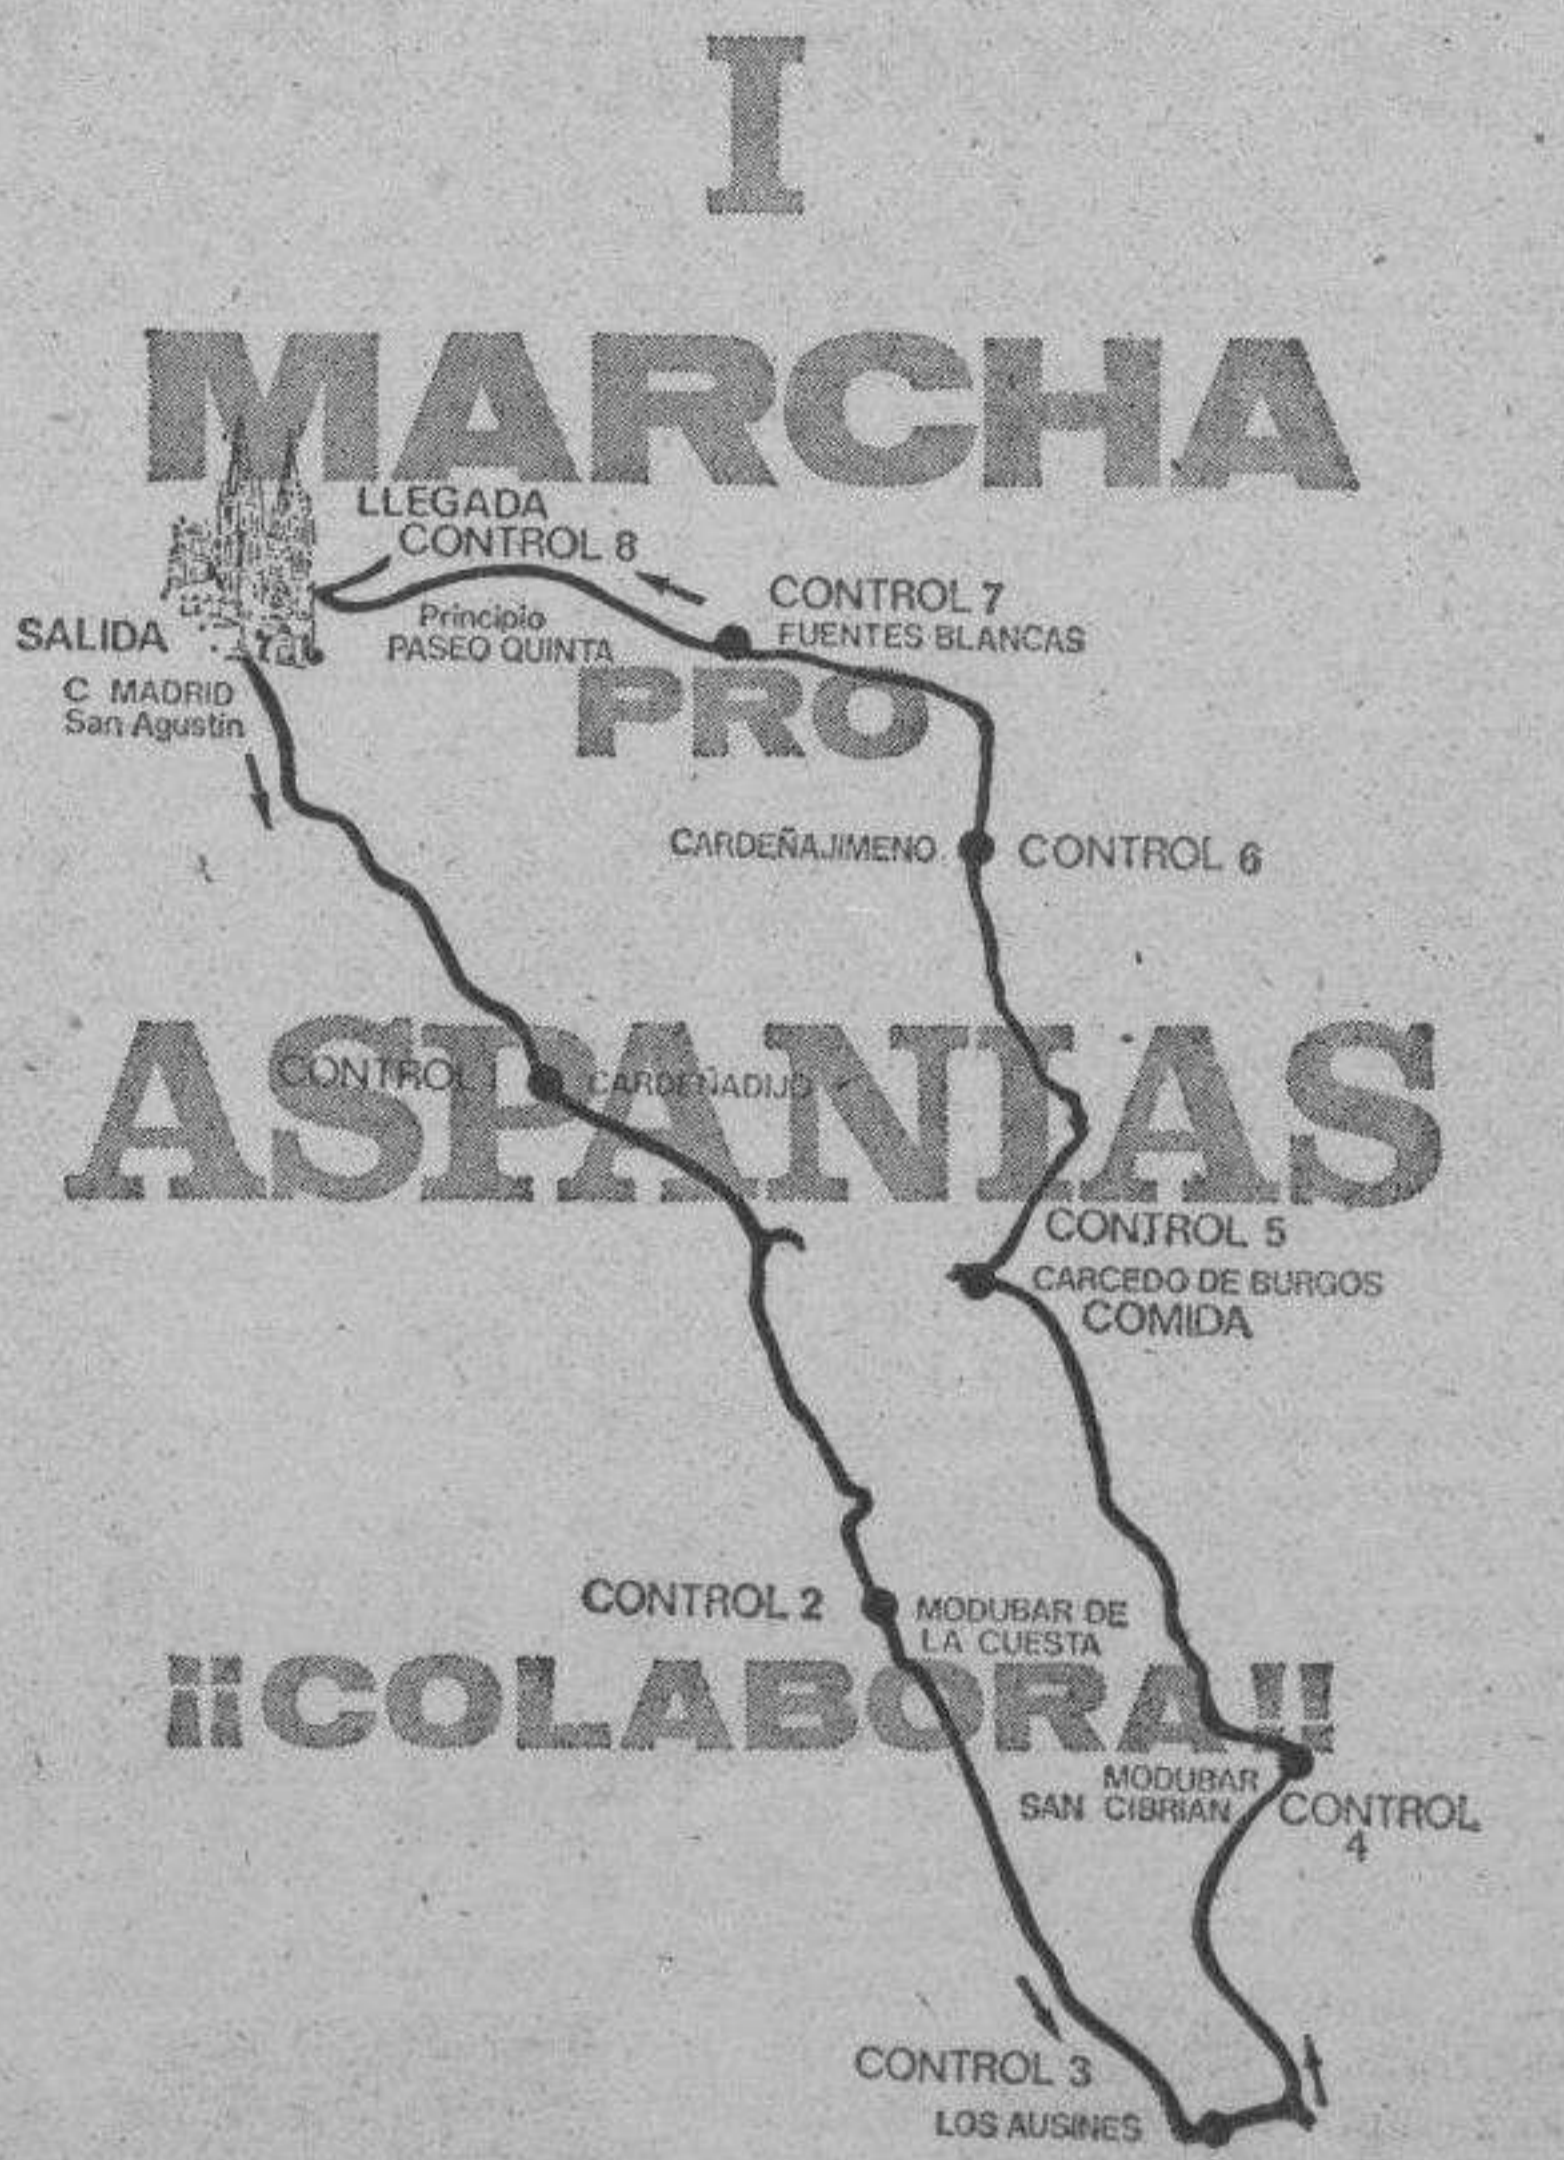 I
MARCHA
LLEGADA
CONTROL 8
CONTROL 7
FUENTES BLANCAS
Principio
PASEO QUINTA
SALIDA
C MADRID
San Agustín
PRO
CARDEÑAJIMENO
CONTROL 6
ASPANIAS
CONTROL 1
CARDEÑADIJO
CONTROL 5
CARCEDO DE BURGOS
COMIDA
CONTROL 2
MODUBAR DE
LA CUESTA
¡¡COLABORA!!
MODUBAR
SAN CIBRIAN
CONTROL
4
CONTROL 3
LOS AUSINES